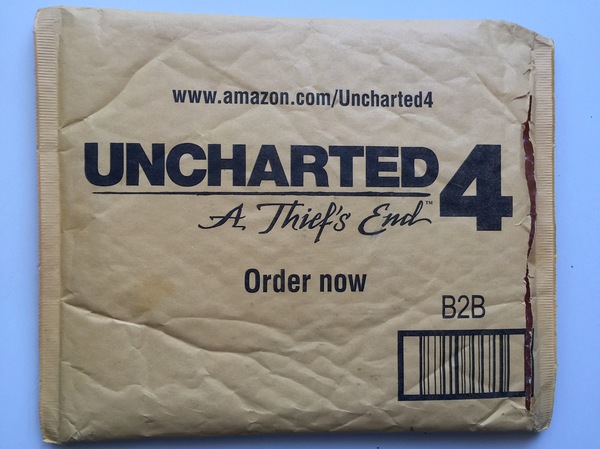 www.amazon.com/Uncharted4
UNCHARTED 4
A Thief's End™
Order now
B2B